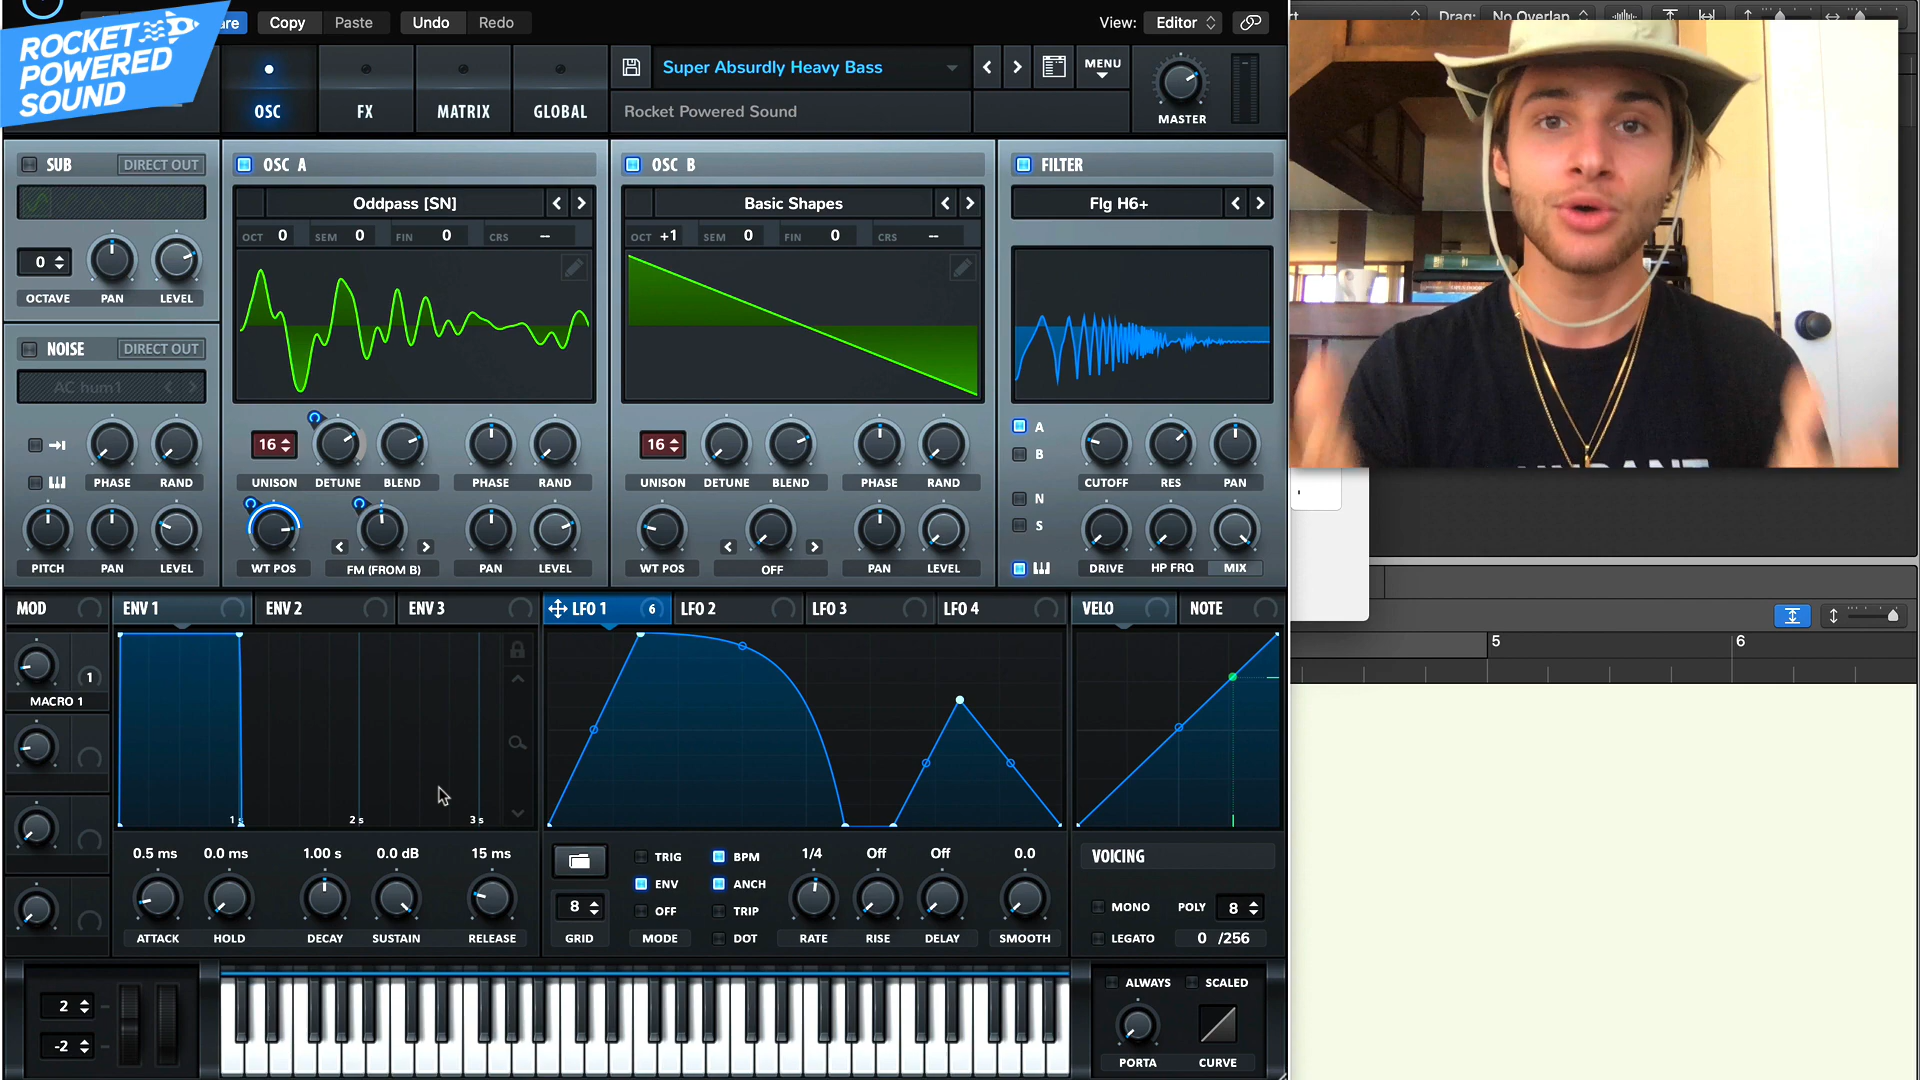 Copy
Paste
Undo
Redo
View:
Editor
Drag:
No Overlap
ROCKET
POWERED
SOUND
OSC
FX
MATRIX
GLOBAL
Super Absurdly Heavy Bass
Rocket Powered Sound
MENU
MASTER
SUB
DIRECT OUT
OSC A
OSC B
FILTER
Oddpass [SN]
Basic Shapes
Flg H6+
OCT 0 SEM 0 FIN 0 CRS --
OCT +1 SEM 0 FIN 0 CRS --
0
OCTAVE
PAN
LEVEL
NOISE
DIRECT OUT
AC hum1
PHASE
RAND
PITCH
PAN
LEVEL
16
UNISON
DETUNE
BLEND
PHASE
RAND
WT POS
FM (FROM B)
PAN
LEVEL
16
UNISON
DETUNE
BLEND
PHASE
RAND
WT POS
OFF
PAN
LEVEL
A
B
N
S
CUTOFF
RES
PAN
DRIVE
HP FRQ
MIX
MOD
ENV 1
ENV 2
ENV 3
LFO 1
6
LFO 2
LFO 3
LFO 4
VELO
NOTE
1
MACRO 1
1 s
2 s
3 s
0.5 ms
0.0 ms
1.00 s
0.0 dB
15 ms
ATTACK
HOLD
DECAY
SUSTAIN
RELEASE
8
GRID
TRIG
ENV
OFF
MODE
BPM
ANCH
TRIP
DOT
1/4
Off
Off
0.0
RATE
RISE
DELAY
SMOOTH
VOICING
MONO
POLY
8
LEGATO
0 /256
2
-2
ALWAYS
SCALED
PORTA
CURVE
5
6